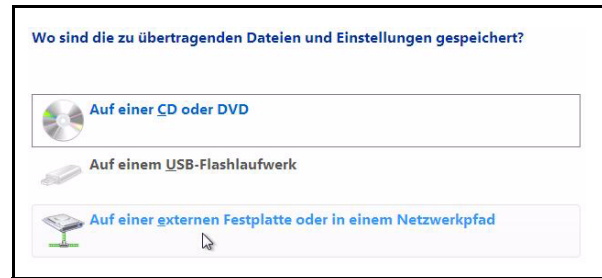 Wo sind die zu übertragenden Dateien und Einstellungen gespeichert?
Auf einer CD oder DVD
Auf einem USB-Flashlaufwerk
Auf einer externen Festplatte oder in einem Netzwerkpfad